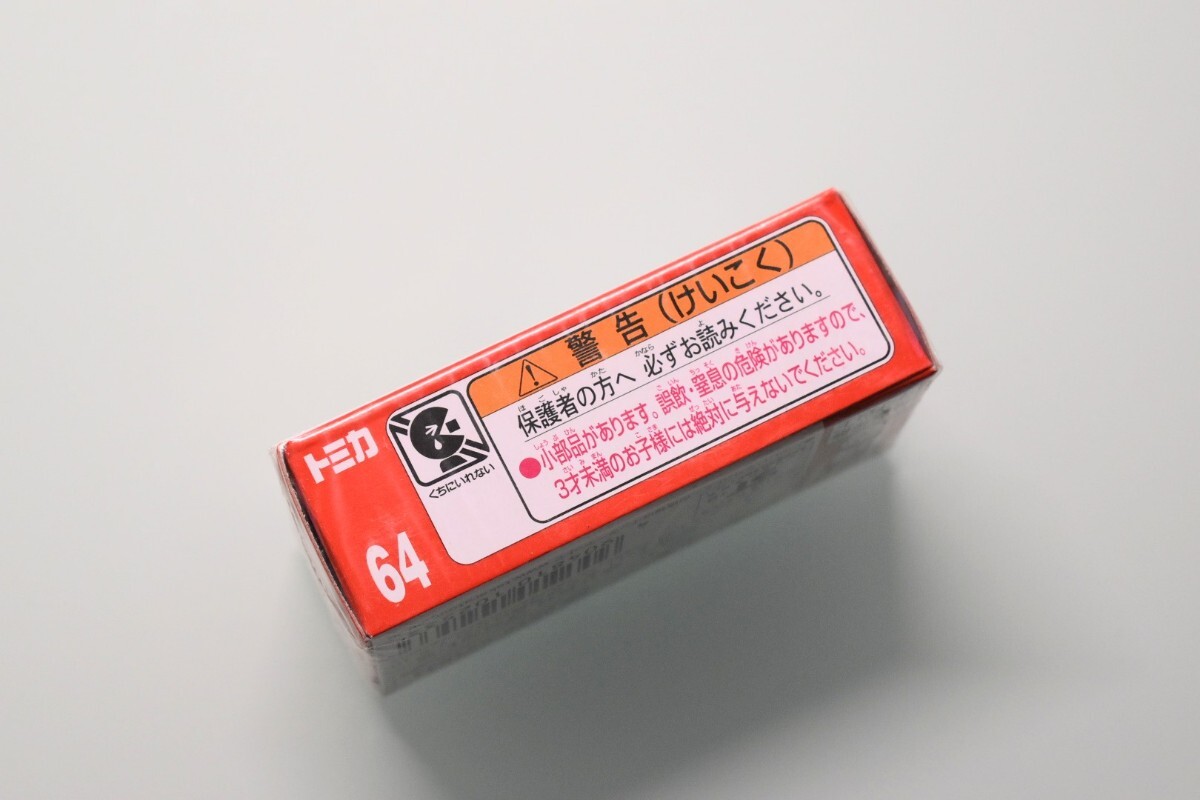 トミカ
64
くちにいれない
警告（けいこく）
保護者の方へ 必ずお読みください。
●小部品があります。誤飲・窒息の危険がありますので、
3才未満のお子様には絶対に与えないでください。